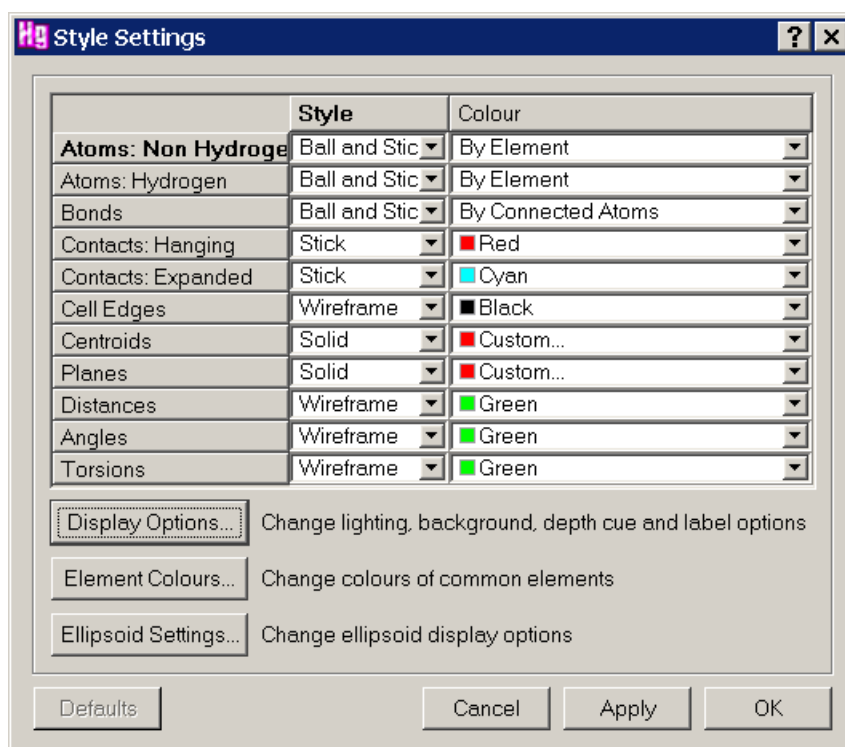 Hg Style Settings
Style Colour
Atoms: Non Hydroge Ball and Stic By Element
Atoms: Hydrogen Ball and Stic By Element
Bonds Ball and Stic By Connected Atoms
Contacts: Hanging Stick Red
Contacts: Expanded Stick Cyan
Cell Edges Wireframe Black
Centroids Solid Custom...
Planes Solid Custom...
Distances Wireframe Green
Angles Wireframe Green
Torsions Wireframe Green
Display Options... Change lighting, background, depth cue and label options
Element Colours... Change colours of common elements
Ellipsoid Settings... Change ellipsoid display options
Defaults Cancel Apply OK